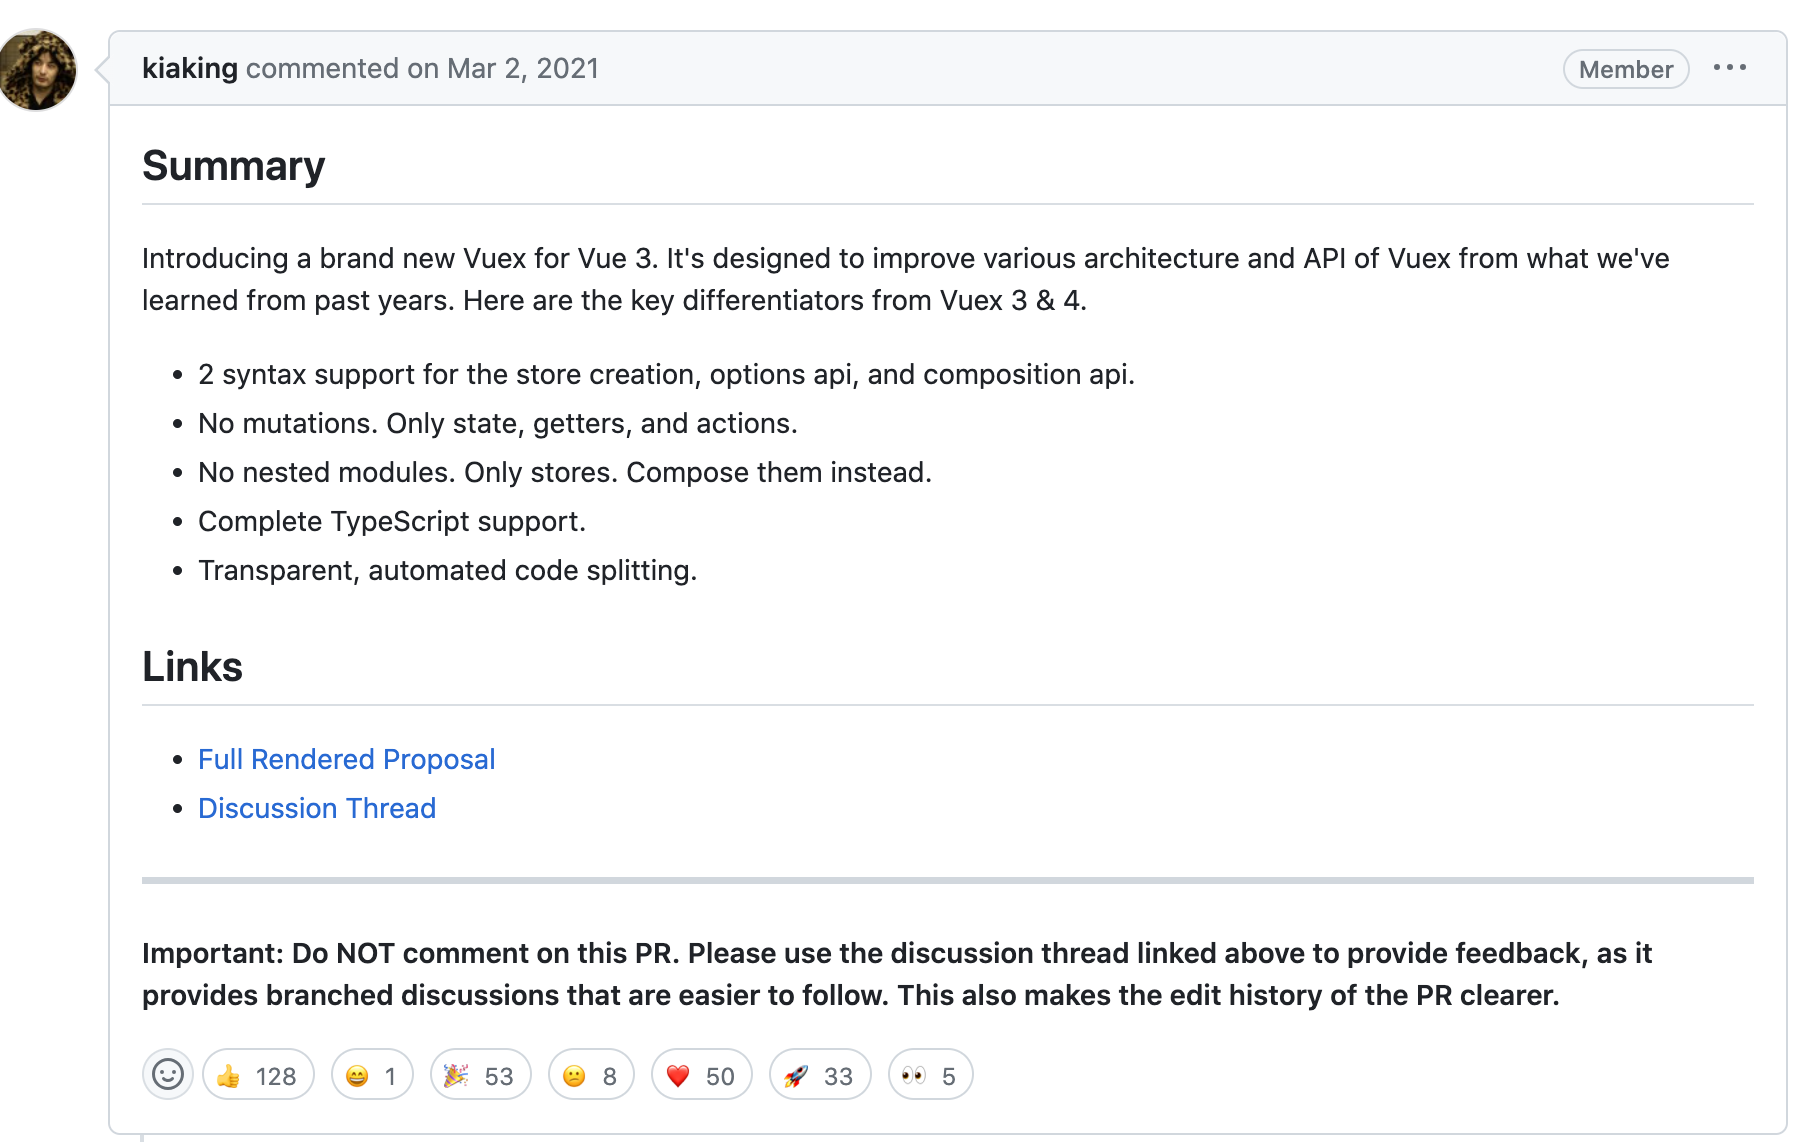 kiaking commented on Mar 2, 2021
Member
Summary
Introducing a brand new Vuex for Vue 3. It's designed to improve various architecture and API of Vuex from what we've
learned from past years. Here are the key differentiators from Vuex 3 & 4.
• 2 syntax support for the store creation, options api, and composition api.
• No mutations. Only state, getters, and actions.
• No nested modules. Only stores. Compose them instead.
• Complete TypeScript support.
• Transparent, automated code splitting.
Links
• Full Rendered Proposal
• Discussion Thread
Important: Do NOT comment on this PR. Please use the discussion thread linked above to provide feedback, as it
provides branched discussions that are easier to follow. This also makes the edit history of the PR clearer.
👍 128 😄 1 🎉 53 😕 8 ❤️ 50 🚀 33 👀 5